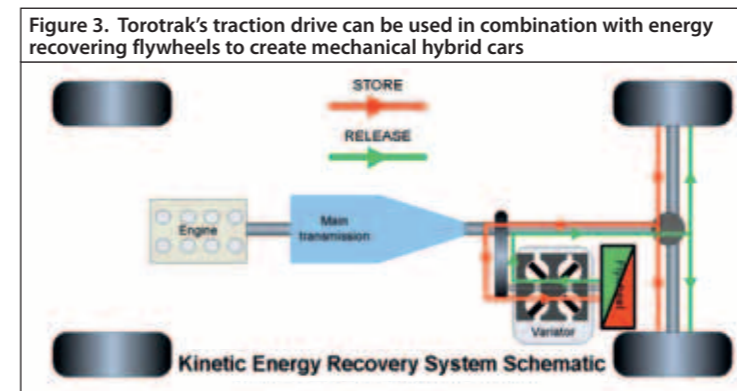 Figure 3. Torotrak’s traction drive can be used in combination with energy
recovering flywheels to create mechanical hybrid cars
STORE
RELEASE
Engine
Main
transmission
Flywheel
Variator
Kinetic Energy Recovery System Schematic